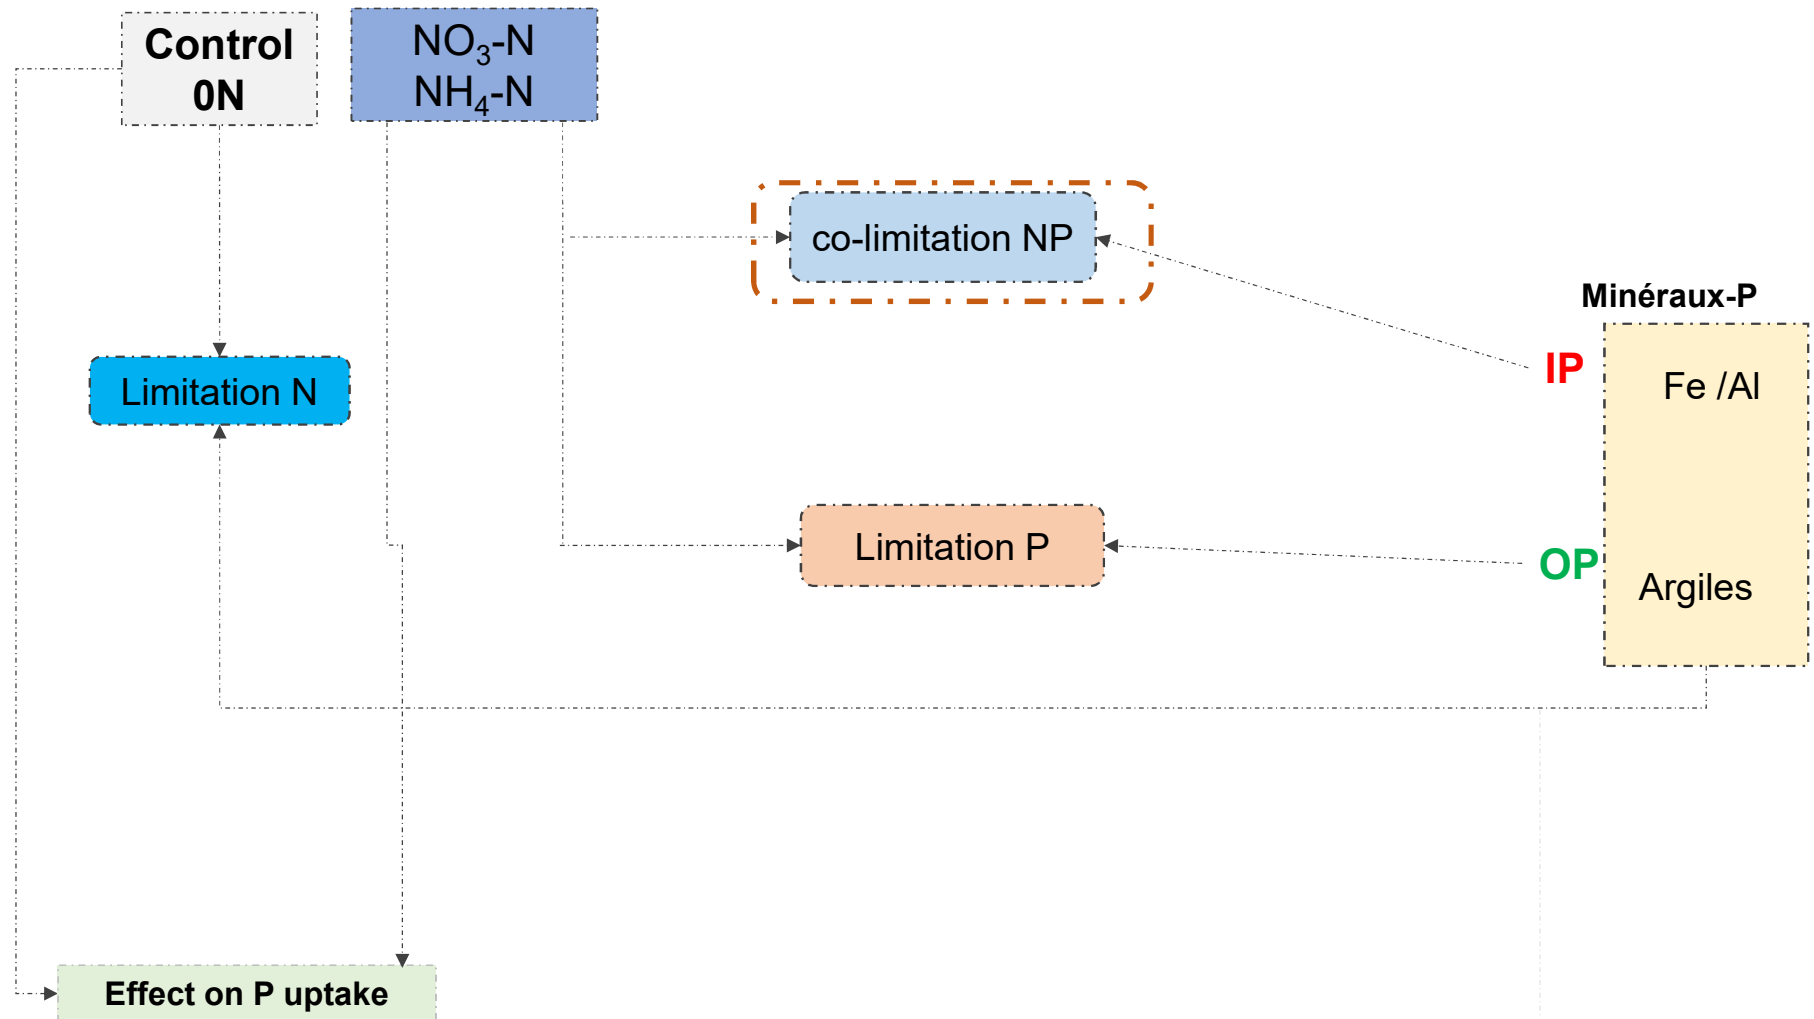 Control
0N
NO₃-N
NH₄-N
co-limitation NP
Minéraux-P
IP
Fe /Al
Limitation N
Limitation P
OP
Argiles
Effect on P uptake